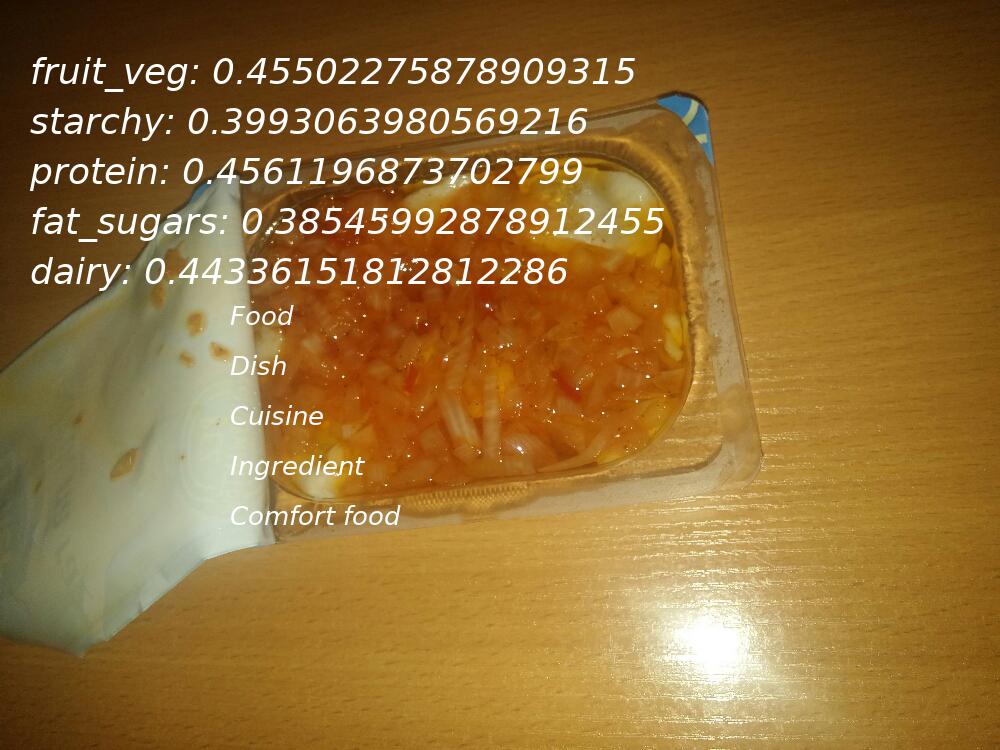 fruit_veg: 0.45502275878909315
starchy: 0.3993063980569216
protein: 0.4561196873702799
fat_sugars: 0.38545992878912455
dairy: 0.44336151812812286
Food
Dish
Cuisine
Ingredient
Comfort food